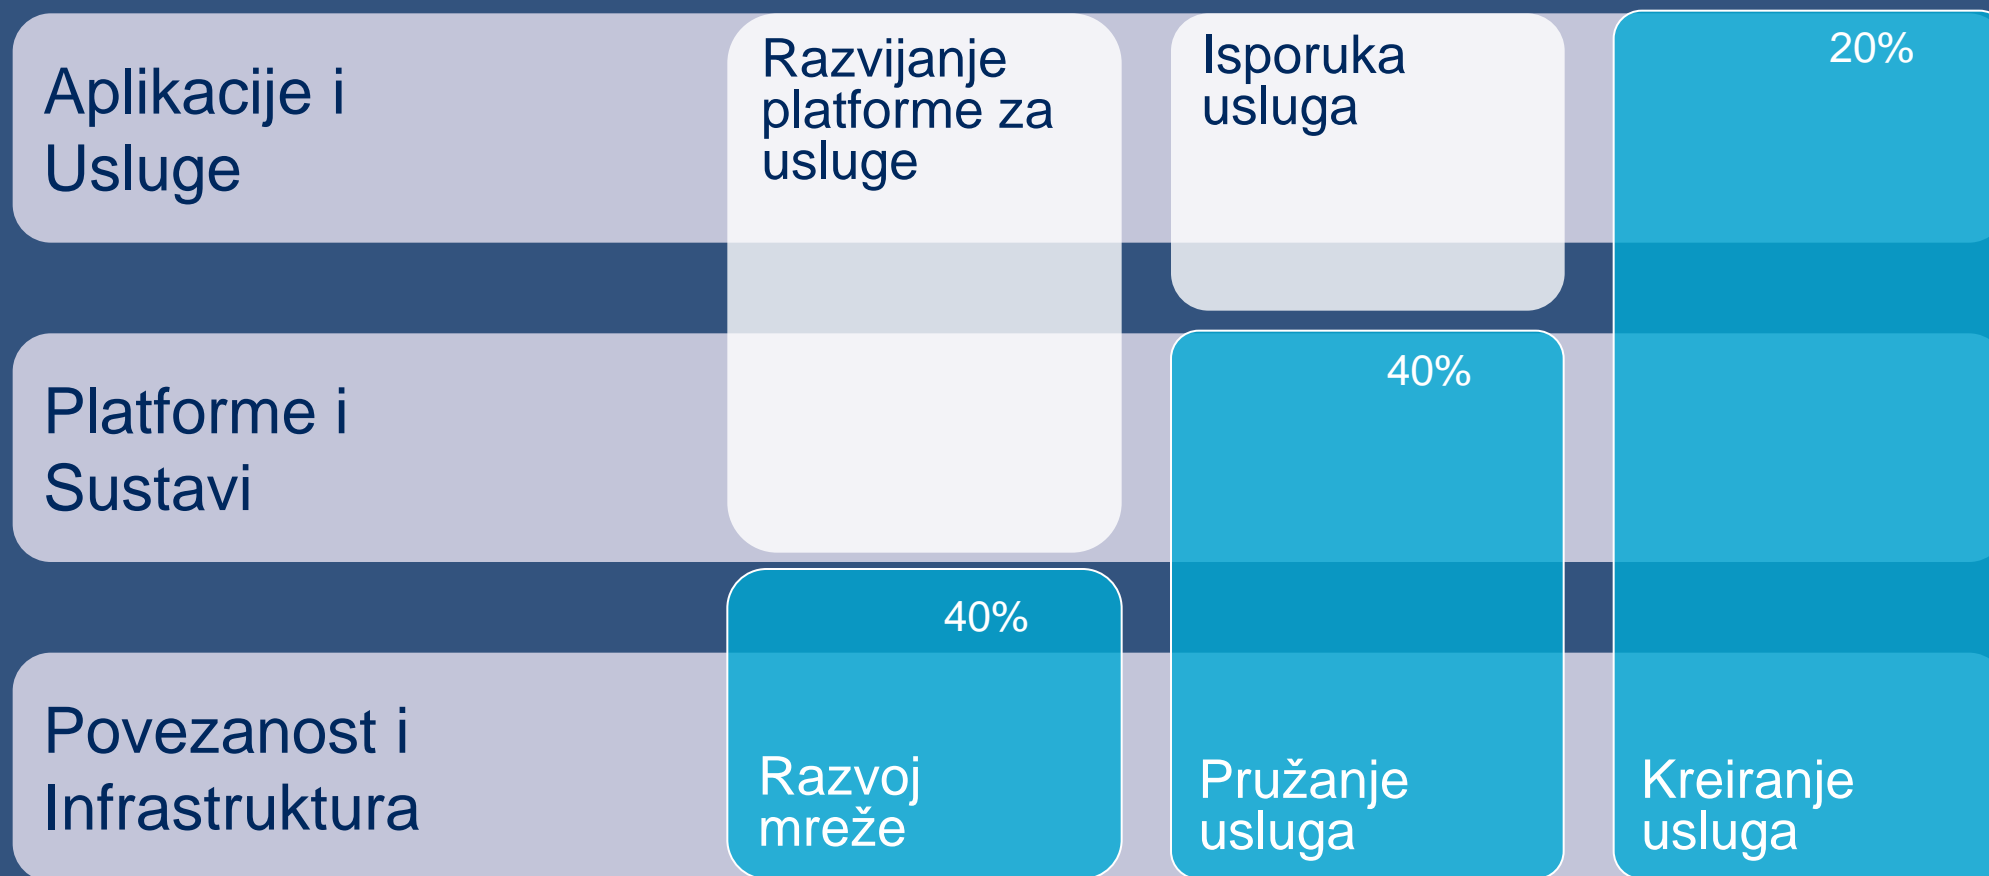 Aplikacije i
Usluge
Razvijanje
platforme za
usluge
Isporuka
usluga
20%
Platforme i
Sustavi
40%
40%
Povezanost i
Infrastruktura
Razvoj
mreže
Pružanje
usluga
Kreiranje
usluga